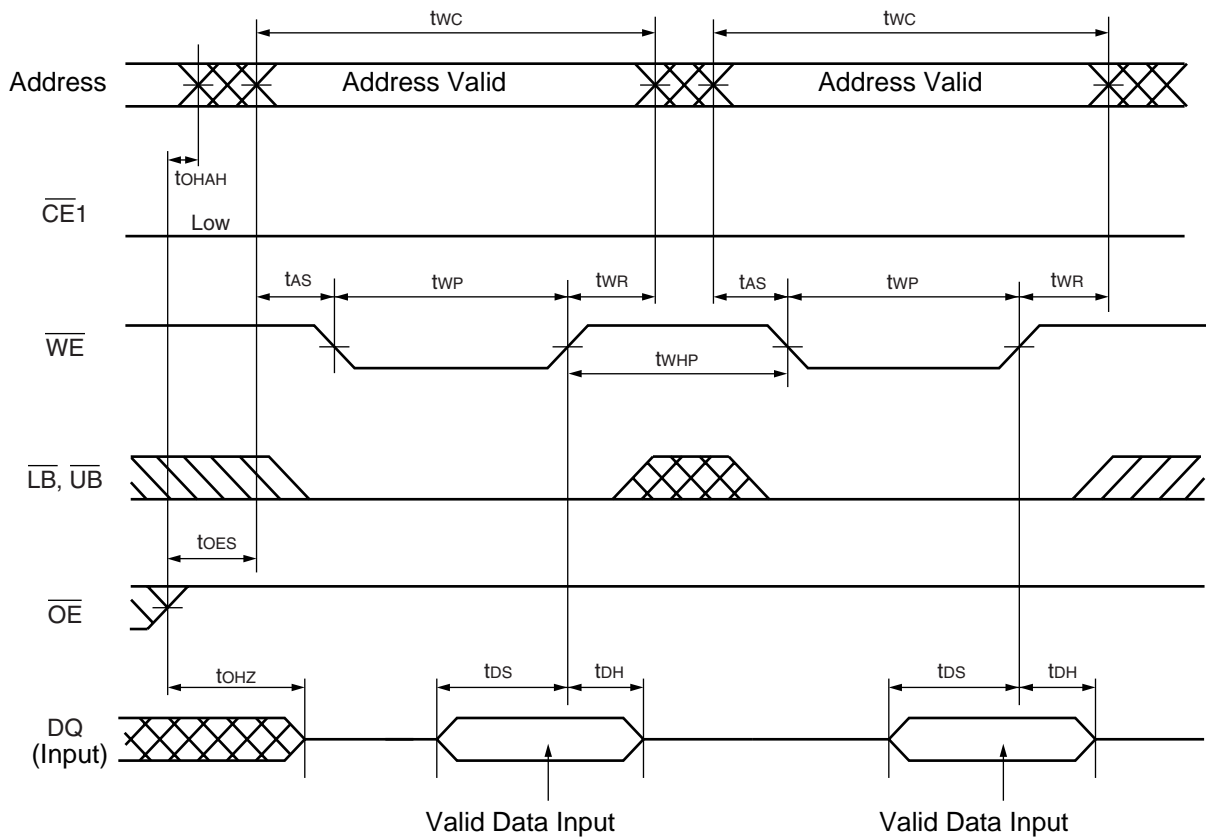 tWC tWC
Address Address Valid Address Valid
tOHAH
CE1 Low
tAS tWP tWR tAS tWP tWR
WE
tWHP
LB, UB
tOES
OE
tOHZ tDS tDH tDS tDH
DQ
(Input)
Valid Data Input Valid Data Input